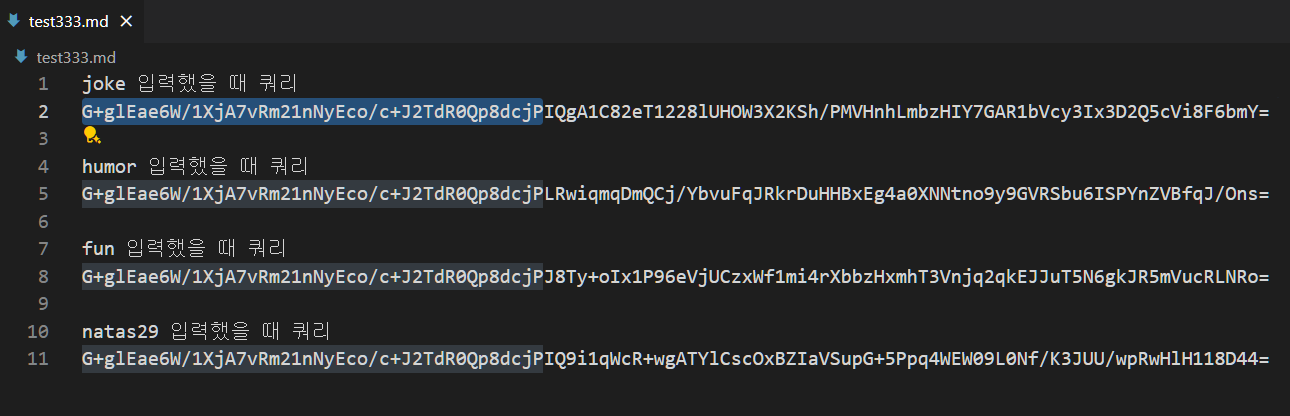 test333.md
test333.md
1 joke 입력했을 때 쿼리
2 G+glEae6W/1XjA7vRm21nNyEco/c+J2TdR0Qp8dcjPIQgA1C82eT1228lUHOW3X2KSh/PMVHnhLmbzHIY7GAR1bVcy3Ix3D2Q5cVi8F6bmY=
3
4 humor 입력했을 때 쿼리
5 G+glEae6W/1XjA7vRm21nNyEco/c+J2TdR0Qp8dcjPLRwiqmqDmQCj/YbvuFqJRkrDuHHBxEg4a0XNNtno9y9GVRSbu6ISPYnZVBfqJ/Ons=
6
7 fun 입력했을 때 쿼리
8 G+glEae6W/1XjA7vRm21nNyEco/c+J2TdR0Qp8dcjPJ8Ty+oIx1P96eVjUCzxWf1mi4rXbbzHxmhT3Vnjq2qkEJJuT5N6gkJR5mVucRLNRo=
9
10 natas29 입력했을 때 쿼리
11 G+glEae6W/1XjA7vRm21nNyEco/c+J2TdR0Qp8dcjPIQ9i1qWcR+wgATYlCscOxBZIaVSupG+5Ppq4WEW09L0Nf/K3JUU/wpRwHlH118D44=